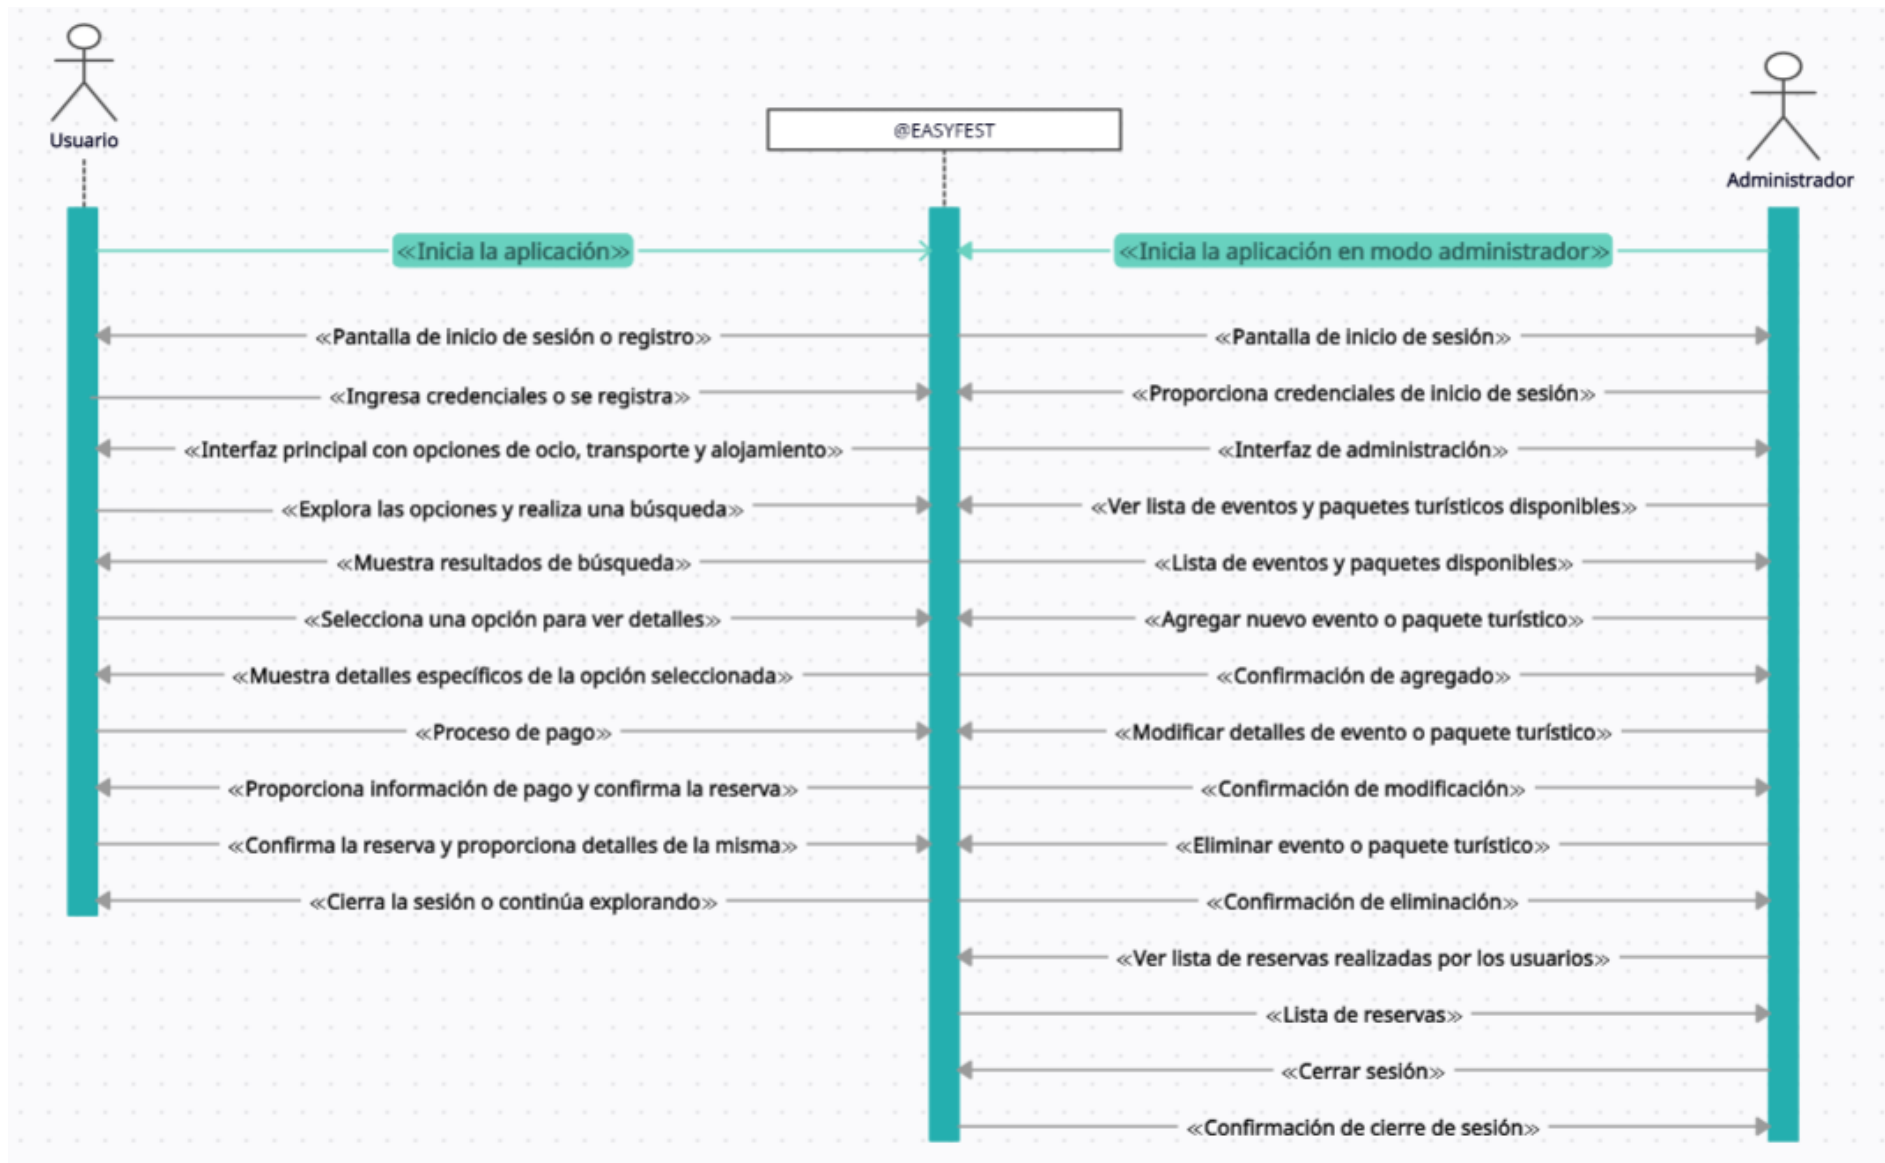 Usuario
@EASYFEST
Administrador
«Inicia la aplicación»
«Inicia la aplicación en modo administrador»
«Pantalla de inicio de sesión o registro»
«Pantalla de inicio de sesión»
«Ingresa credenciales o se registra»
«Proporciona credenciales de inicio de sesión»
«Interfaz principal con opciones de ocio, transporte y alojamiento»
«Interfaz de administración»
«Explora las opciones y realiza una búsqueda»
«Ver lista de eventos y paquetes turísticos disponibles»
«Muestra resultados de búsqueda»
«Lista de eventos y paquetes disponibles»
«Selecciona una opción para ver detalles»
«Agregar nuevo evento o paquete turístico»
«Muestra detalles específicos de la opción seleccionada»
«Confirmación de agregado»
«Proceso de pago»
«Modificar detalles de evento o paquete turístico»
«Proporciona información de pago y confirma la reserva»
«Confirmación de modificación»
«Confirma la reserva y proporciona detalles de la misma»
«Eliminar evento o paquete turístico»
«Cierra la sesión o continúa explorando»
«Confirmación de eliminación»
«Ver lista de reservas realizadas por los usuarios»
«Lista de reservas»
«Cerrar sesión»
«Confirmación de cierre de sesión»